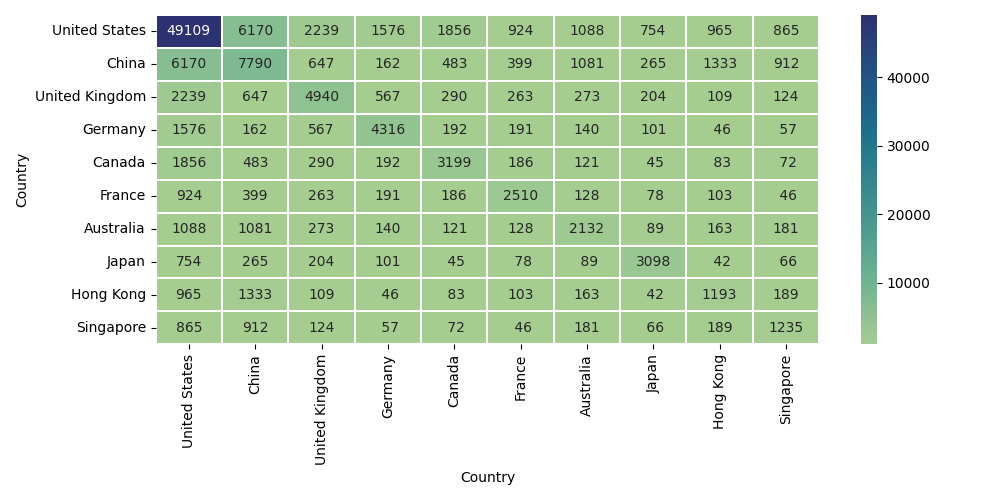 United States 49109 6170 2239 1576 1856 924 1088 754 965 865
China 6170 7790 647 162 483 399 1081 265 1333 912
United Kingdom 2239 647 4940 567 290 263 273 204 109 124
Germany 1576 162 567 4316 192 191 140 101 46 57
Canada 1856 483 290 192 3199 186 121 45 83 72
France 924 399 263 191 186 2510 128 78 103 46
Australia 1088 1081 273 140 121 128 2132 89 163 181
Japan 754 265 204 101 45 78 89 3098 42 66
Hong Kong 965 1333 109 46 83 103 163 42 1193 189
Singapore 865 912 124 57 72 46 181 66 189 1235
Country
United States
China
United Kingdom
Germany
Canada
France
Australia
Japan
Hong Kong
Singapore
Country
40000
30000
20000
10000